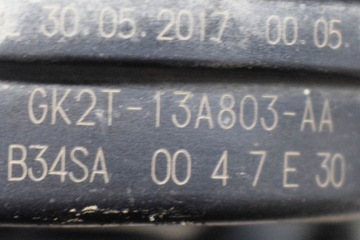 30.05.2017 00.05.
GK2T-13A803-AA
B34SA 00 4 7 E 30